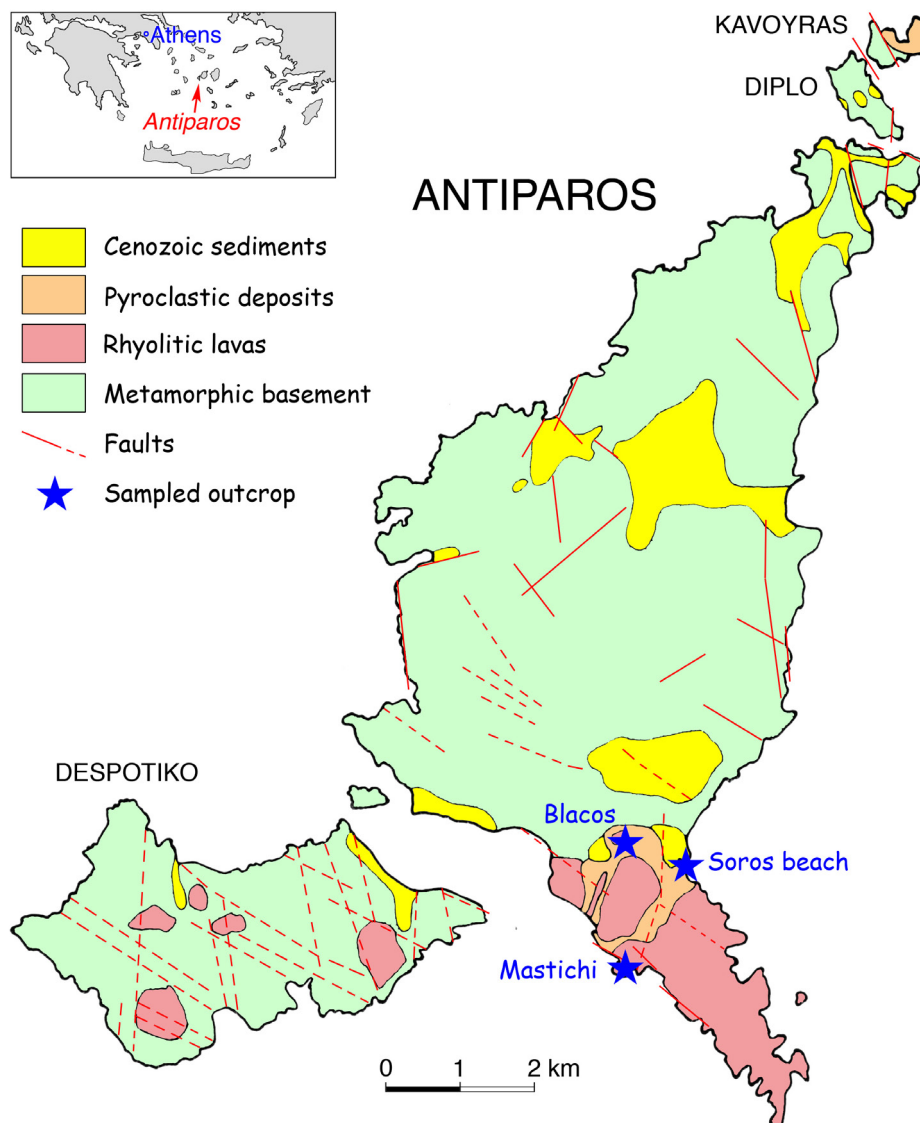 Athens
Antiparos
KAVOYRAS
DIPLO
ANTIPAROS
Cenozoic sediments
Pyroclastic deposits
Rhyolitic lavas
Metamorphic basement
Faults
Sampled outcrop
DESPOTIKO
Blacos
Soros beach
Mastichi
0 1 2 km